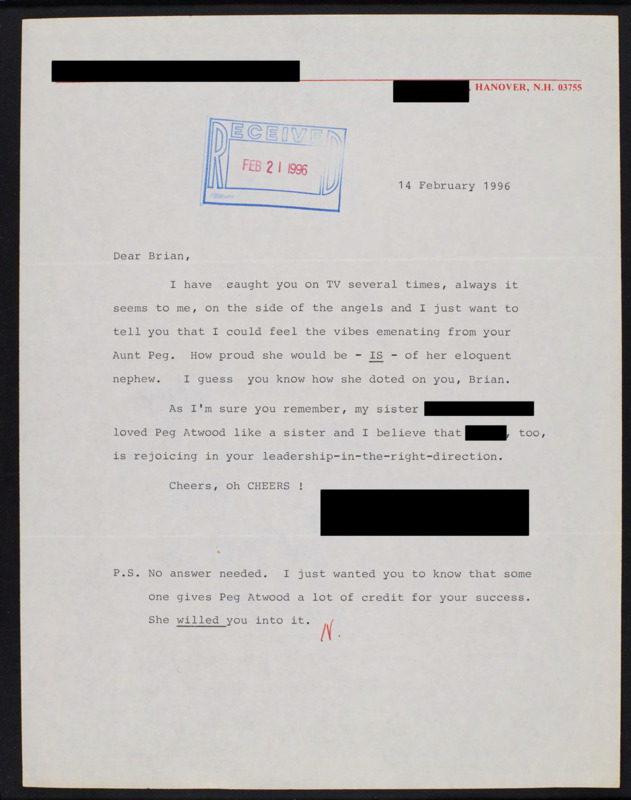 HANOVER, N.H. 03755
RECEIVED
FEB 21 1996
14 February 1996
Dear Brian,
I have caught you on TV several times, always it
seems to me, on the side of the angels and I just want to
tell you that I could feel the vibes emenating from your
Aunt Peg. How proud she would be - IS - of her eloquent
nephew. I guess you know how she doted on you, Brian.
As I'm sure you remember, my sister
loved Peg Atwood like a sister and I believe that , too,
is rejoicing in your leadership-in-the-right-direction.
Cheers, oh CHEERS !
P.S. No answer needed. I just wanted you to know that some
one gives Peg Atwood a lot of credit for your success.
She willed you into it.
N.